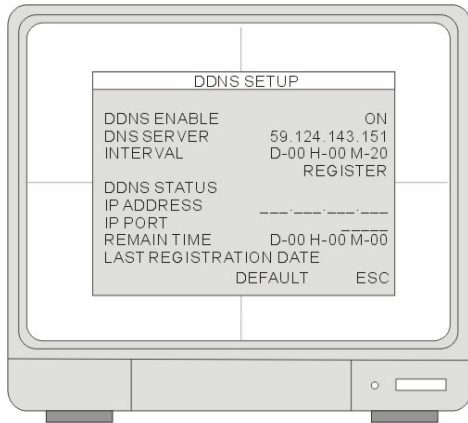 DDNS SETUP
DDNS ENABLE ON
DNS SERVER 59.124.143.151
INTERVAL D-00 H-00 M-20
REGISTER
DDNS STATUS
IP ADDRESS ___.___.___.___
IP PORT _____
REMAIN TIME D-00 H-00 M-00
LAST REGISTRATION DATE
DEFAULT ESC